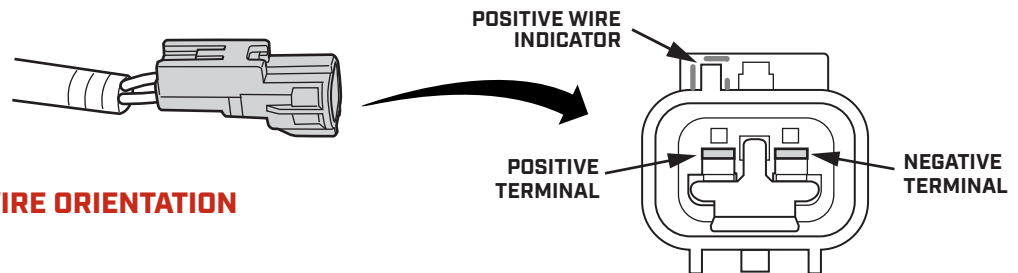 POSITIVE WIRE
INDICATOR
POSITIVE
TERMINAL
NEGATIVE
TERMINAL
IRE ORIENTATION